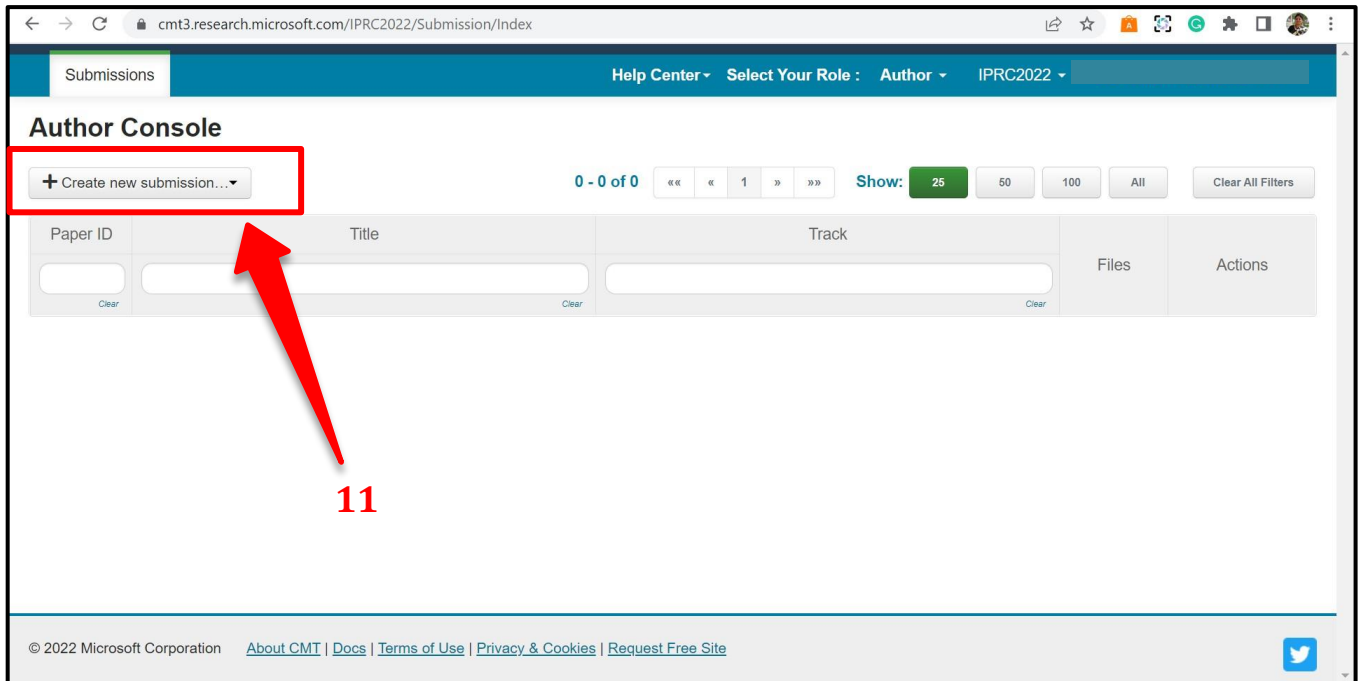 cmt3.research.microsoft.com/IPRC2022/Submission/Index
Submissions Help Center Select Your Role : Author IPRC2022
Author Console
+ Create new submission... 0 - 0 of 0 «« « 1 » »» Show: 25 50 100 All Clear All Filters
Paper ID Title Track Files Actions
Clear Clear Clear
11
© 2022 Microsoft Corporation About CMT | Docs | Terms of Use | Privacy & Cookies | Request Free Site